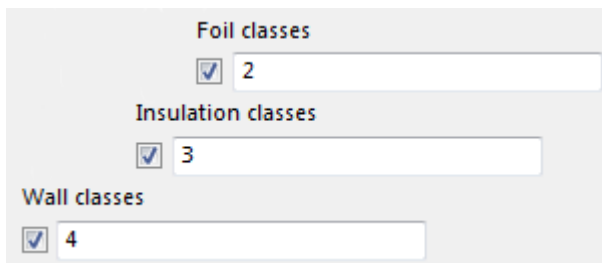 Foil classes
2
Insulation classes
3
Wall classes
4